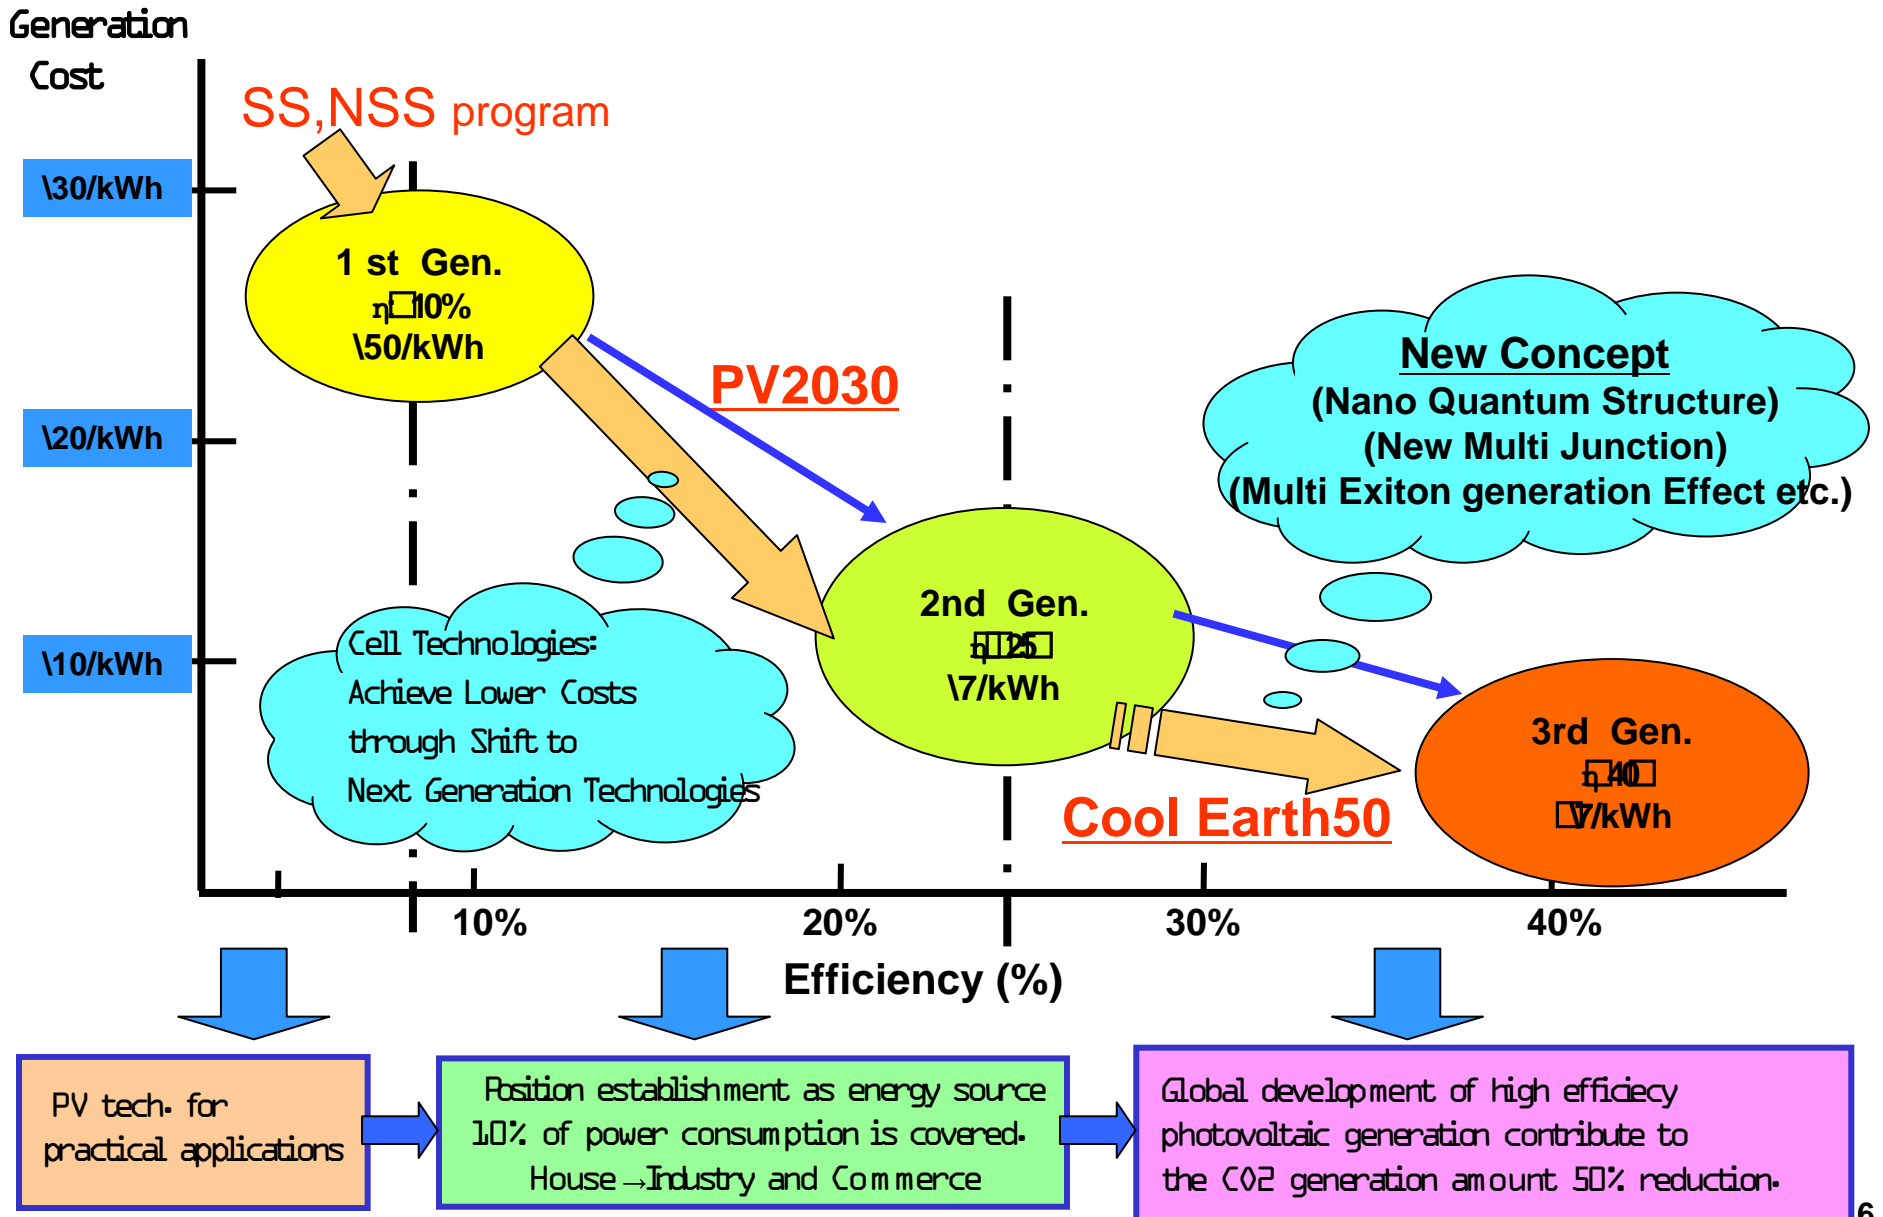 Generation
Cost
SS,NSS program
\30/kWh
\20/kWh
\10/kWh
1 st Gen.
η□10%
\50/kWh
PV2030
New Concept
(Nano Quantum Structure)
(New Multi Junction)
(Multi Exiton generation Effect etc.)
2nd Gen.
η□□25□
\7/kWh
Cell Technologies:
Achieve Lower Costs
through Shift to
Next Generation Technologies
3rd Gen.
η□40□
□\7/kWh
Cool Earth50
10%
20%
30%
40%
Efficiency (%)
PV tech. for
practical applications
Position establishment as energy source
10% of power consumption is covered.
House→Industry and Commerce
Global development of high efficiecy
photovoltaic generation contribute to
the CO2 generation amount 50% reduction.
6